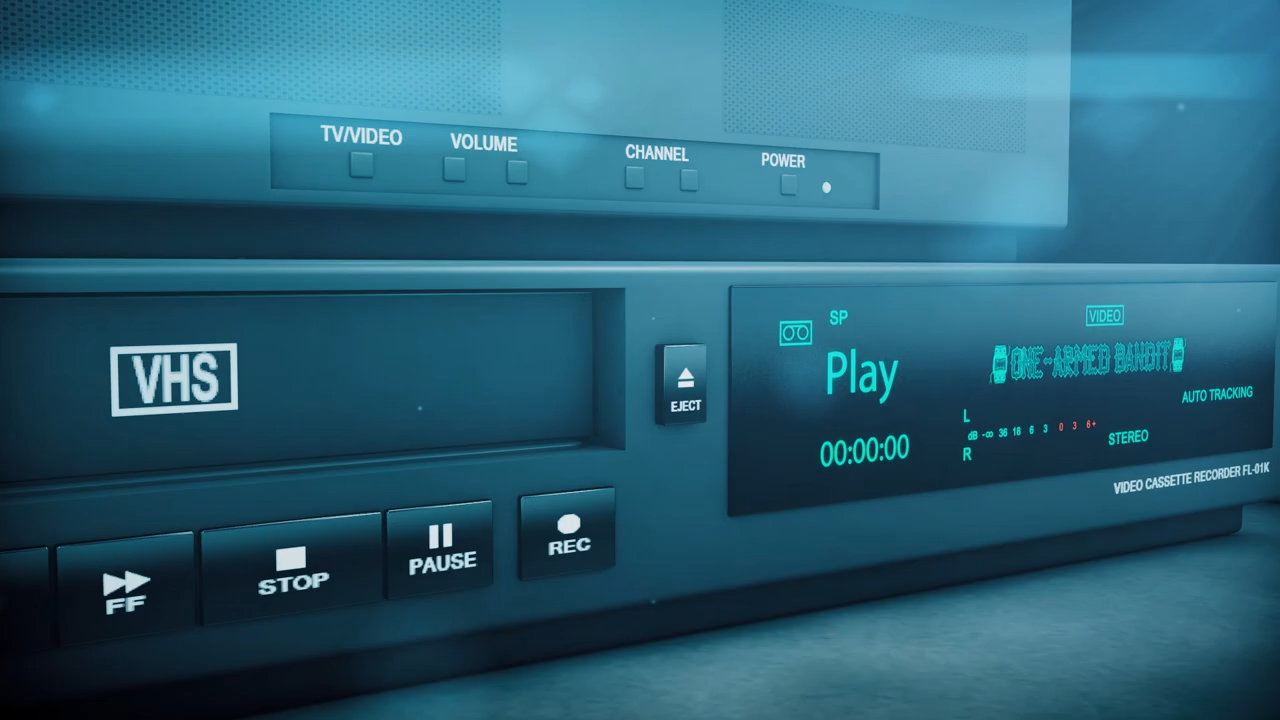 TV/VIDEO VOLUME CHANNEL POWER
VHS
EJECT
FF
STOP
PAUSE
REC
SP
Play
00:00:00
VIDEO
ONE-ARMED BANDIT
AUTO TRACKING
L
dB -∞ 36 18 6 3 0 3 6+
R
STEREO
VIDEO CASSETTE RECORDER FL-01K